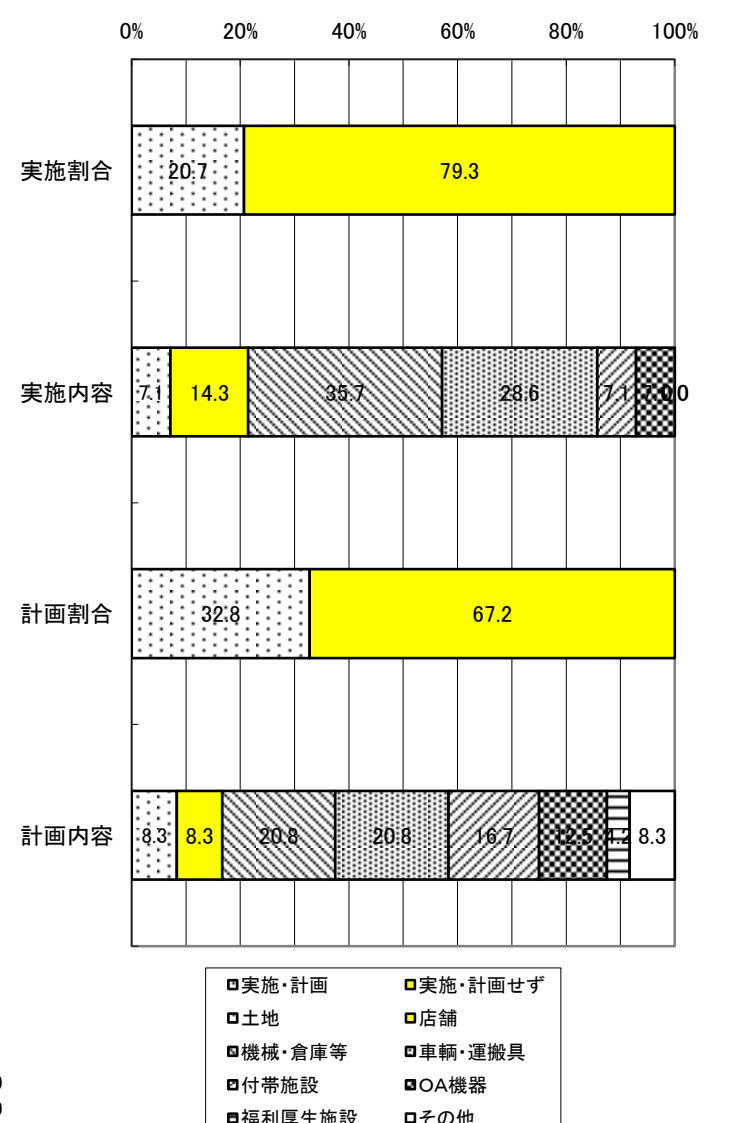 0% 20% 40% 60% 80% 100%
実施割合 20.7 79.3
実施内容 7.1 14.3 35.7 28.6 7.1 7.1 0.0
計画割合 32.8 67.2
計画内容 8.3 8.3 20.8 20.8 16.7 12.5 4.2 8.3
実施・計画 実施・計画せず
土地 店舗
機械・倉庫等 車輌・運搬具
付帯施設 OA機器
福利厚生施設 その他